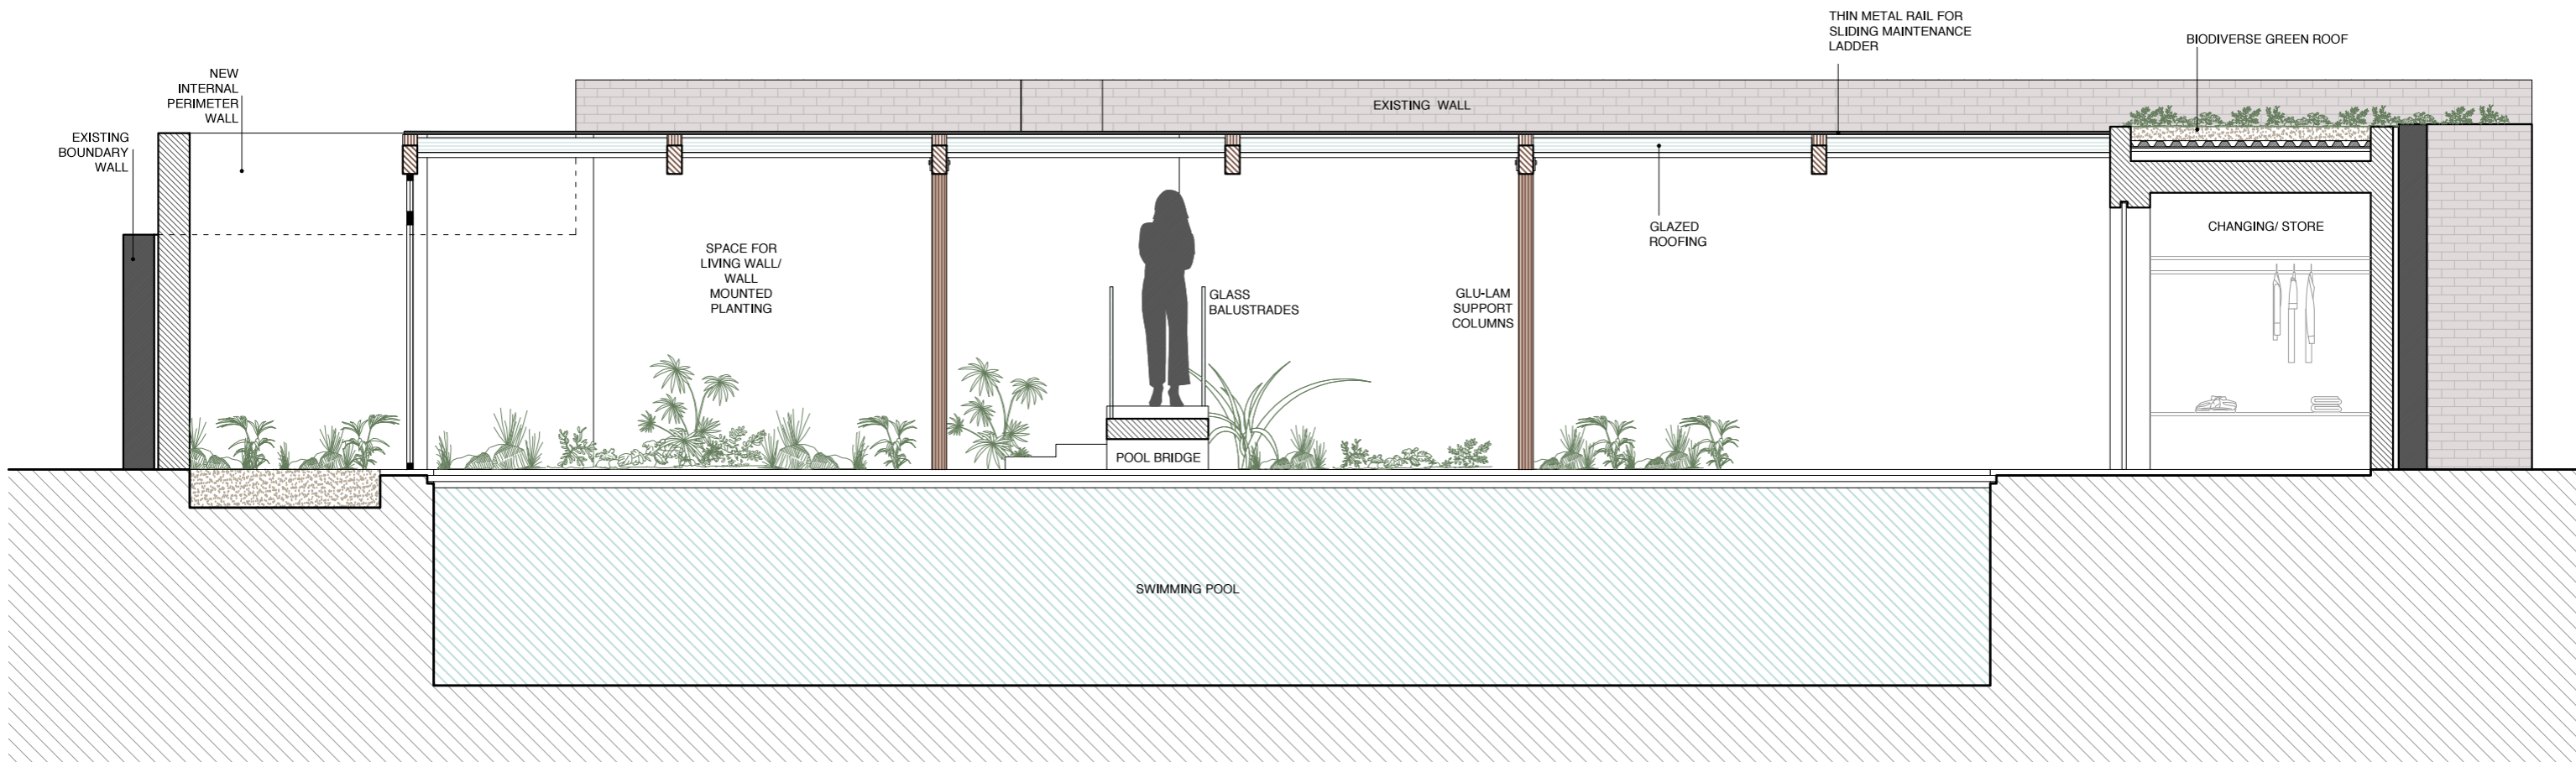 THIN METAL RAIL FOR
SLIDING MAINTENANCE
LADDER
BIODIVERSE GREEN ROOF
NEW
INTERNAL
PERIMETER
WALL
EXISTING WALL
EXISTING
BOUNDARY
WALL
SPACE FOR
LIVING WALL/
WALL
MOUNTED
PLANTING
GLASS
BALUSTRADES
GLU-LAM
SUPPORT
COLUMNS
GLAZED
ROOFING
CHANGING/ STORE
POOL BRIDGE
SWIMMING POOL